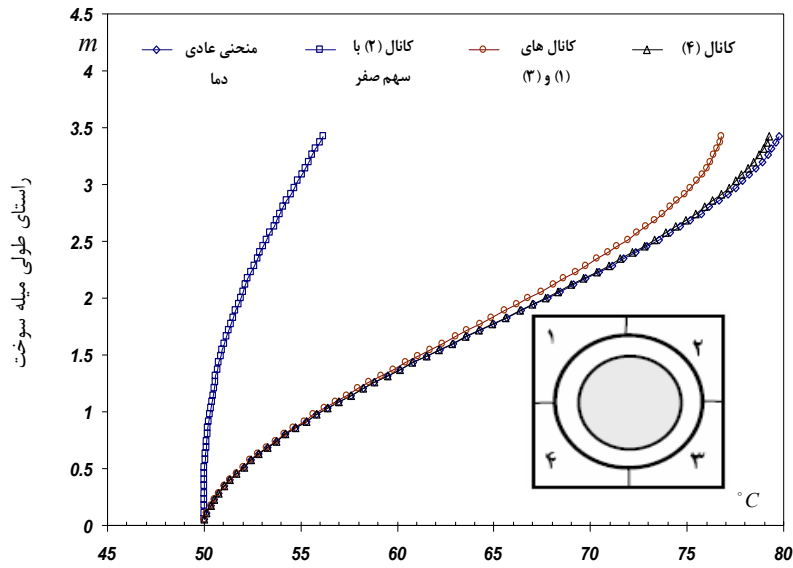 منحنی عادی
دما
کانال (۲) با
سهم صفر
کانال های
(۱) و (۳)
کانال (۴)
m
4.5
4
3.5
3
2.5
2
1.5
1
0.5
0
راستای طولی میله سوخت
۱
۲
۴
۳
°C
45
50
55
60
65
70
75
80